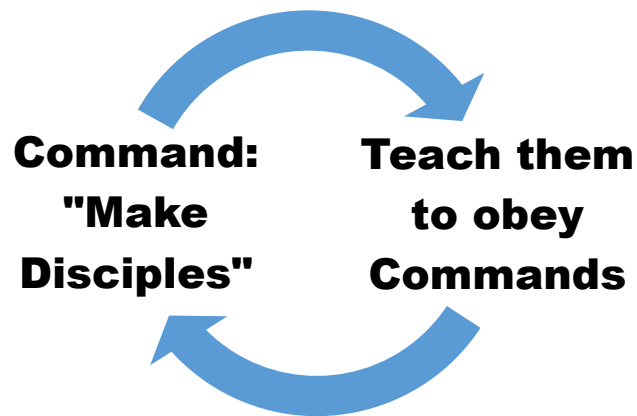 Command:
"Make
Disciples"
Teach them
to obey
Commands